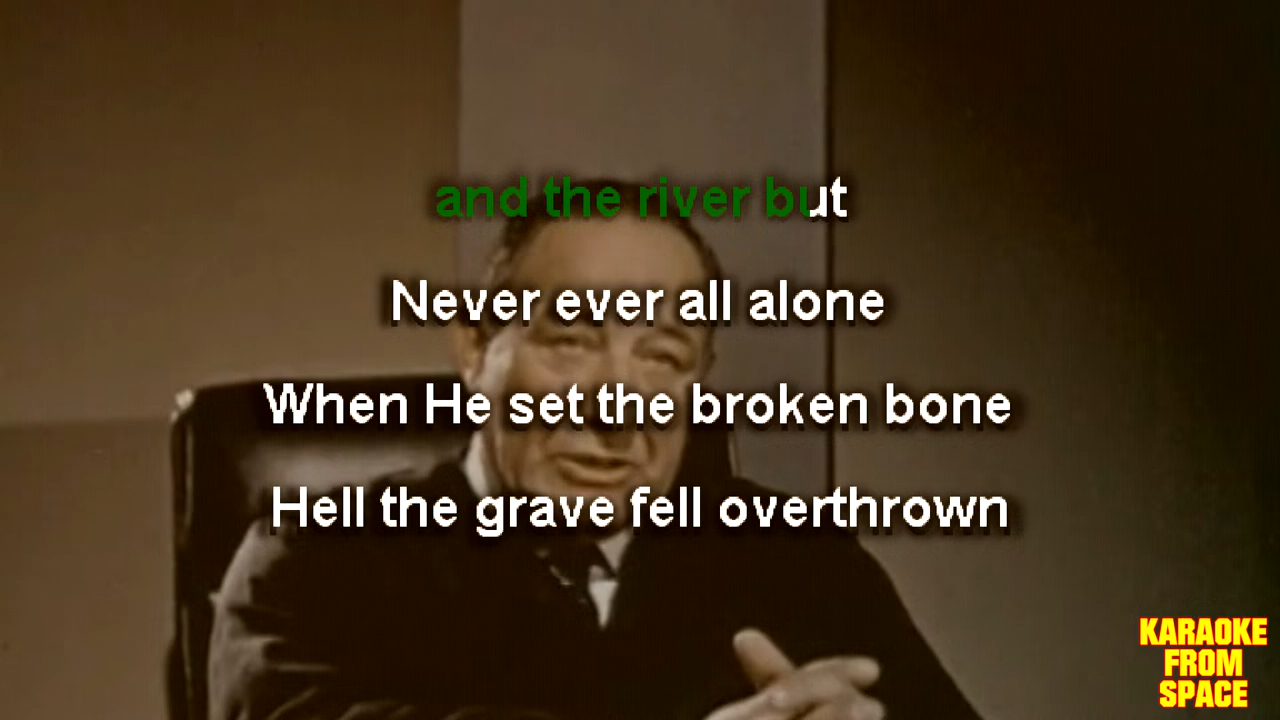 and the river but
Never ever all alone
When He set the broken bone
Hell the grave fell overthrown
KARAOKE
FROM
SPACE